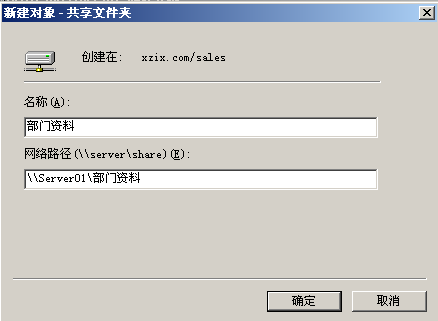 新建对象 - 共享文件夹
创建在: xzix.com/sales
名称(A):
部门资料
网络路径(\\server\share)(E):
\\Server01\部门资料
确定 取消